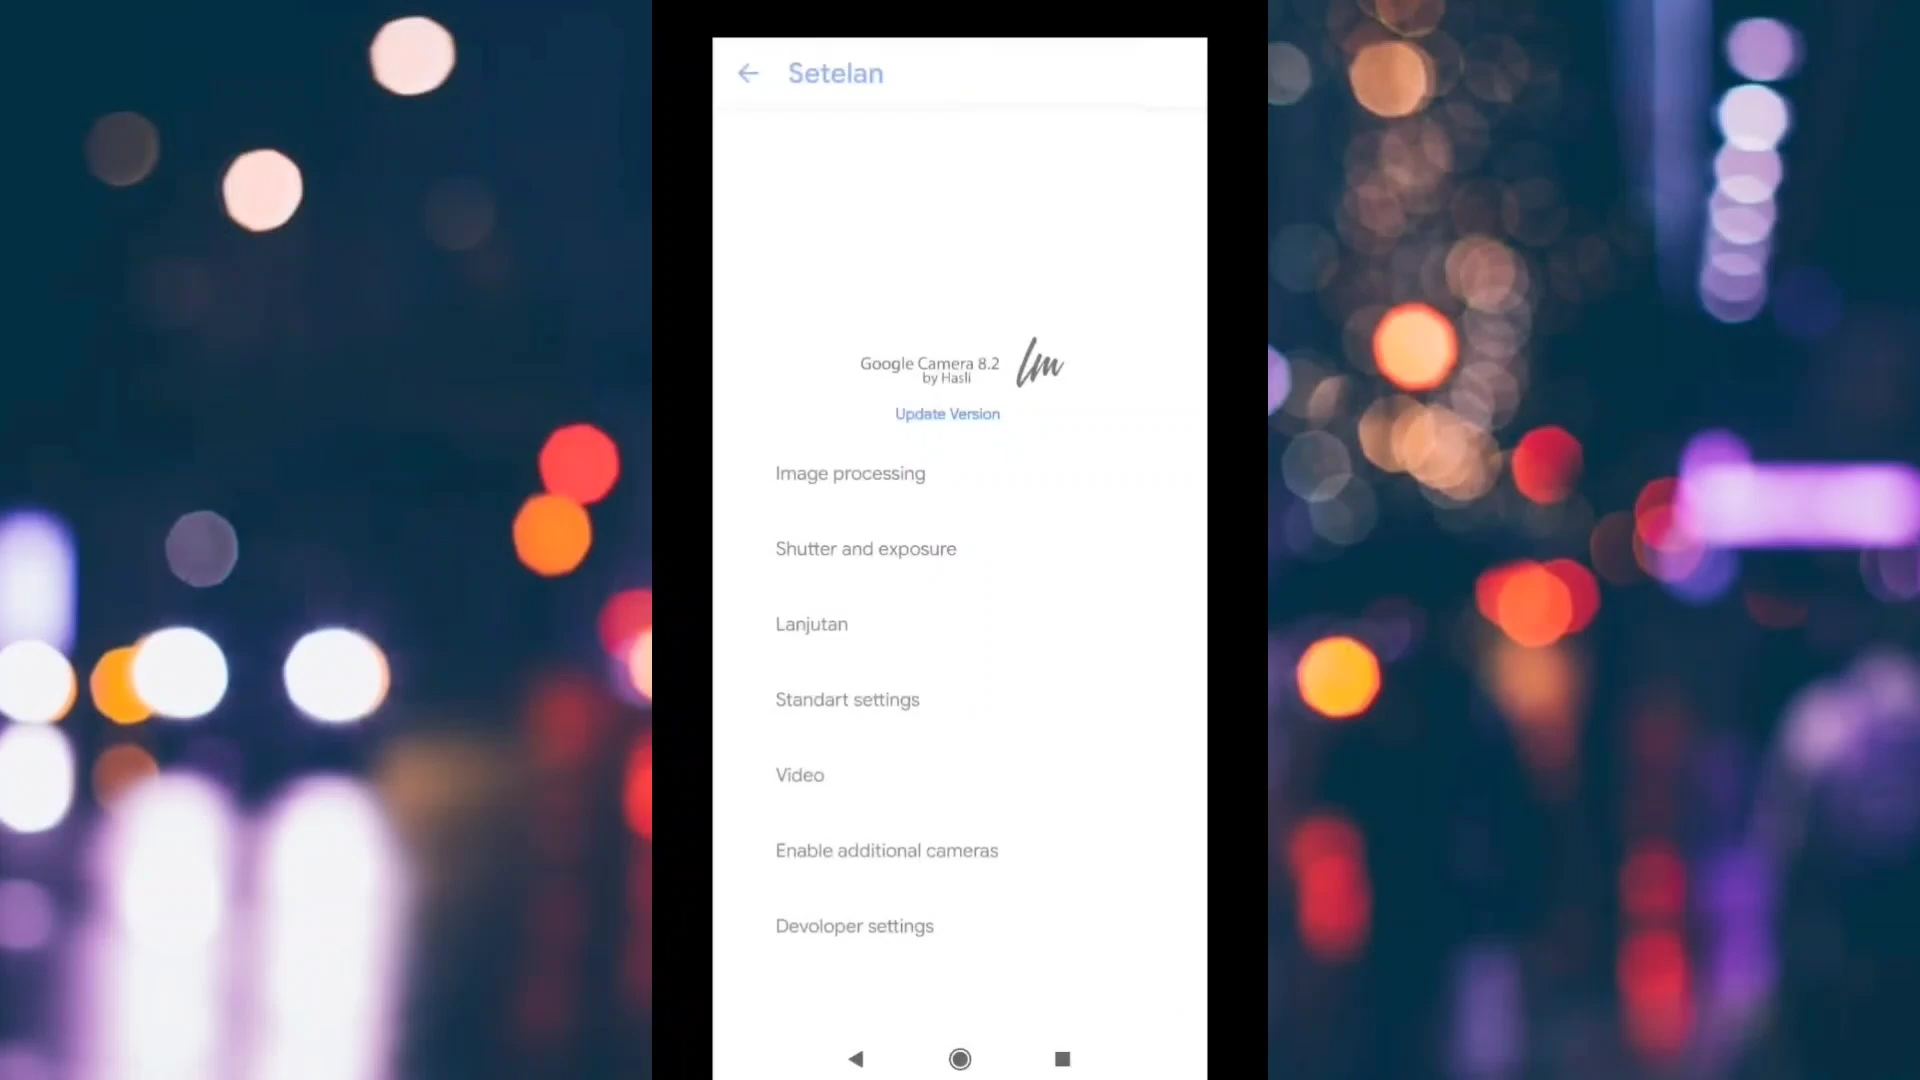 Setelan
Google Camera 8.2
by Hasli
lm
Update Version
Image processing
Shutter and exposure
Lanjutan
Standart settings
Video
Enable additional cameras
Devoloper settings